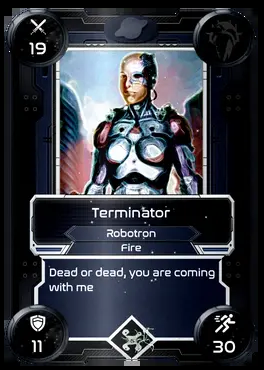 19
Terminator
Robotron
Fire
Dead or dead, you are coming
with me
11
30